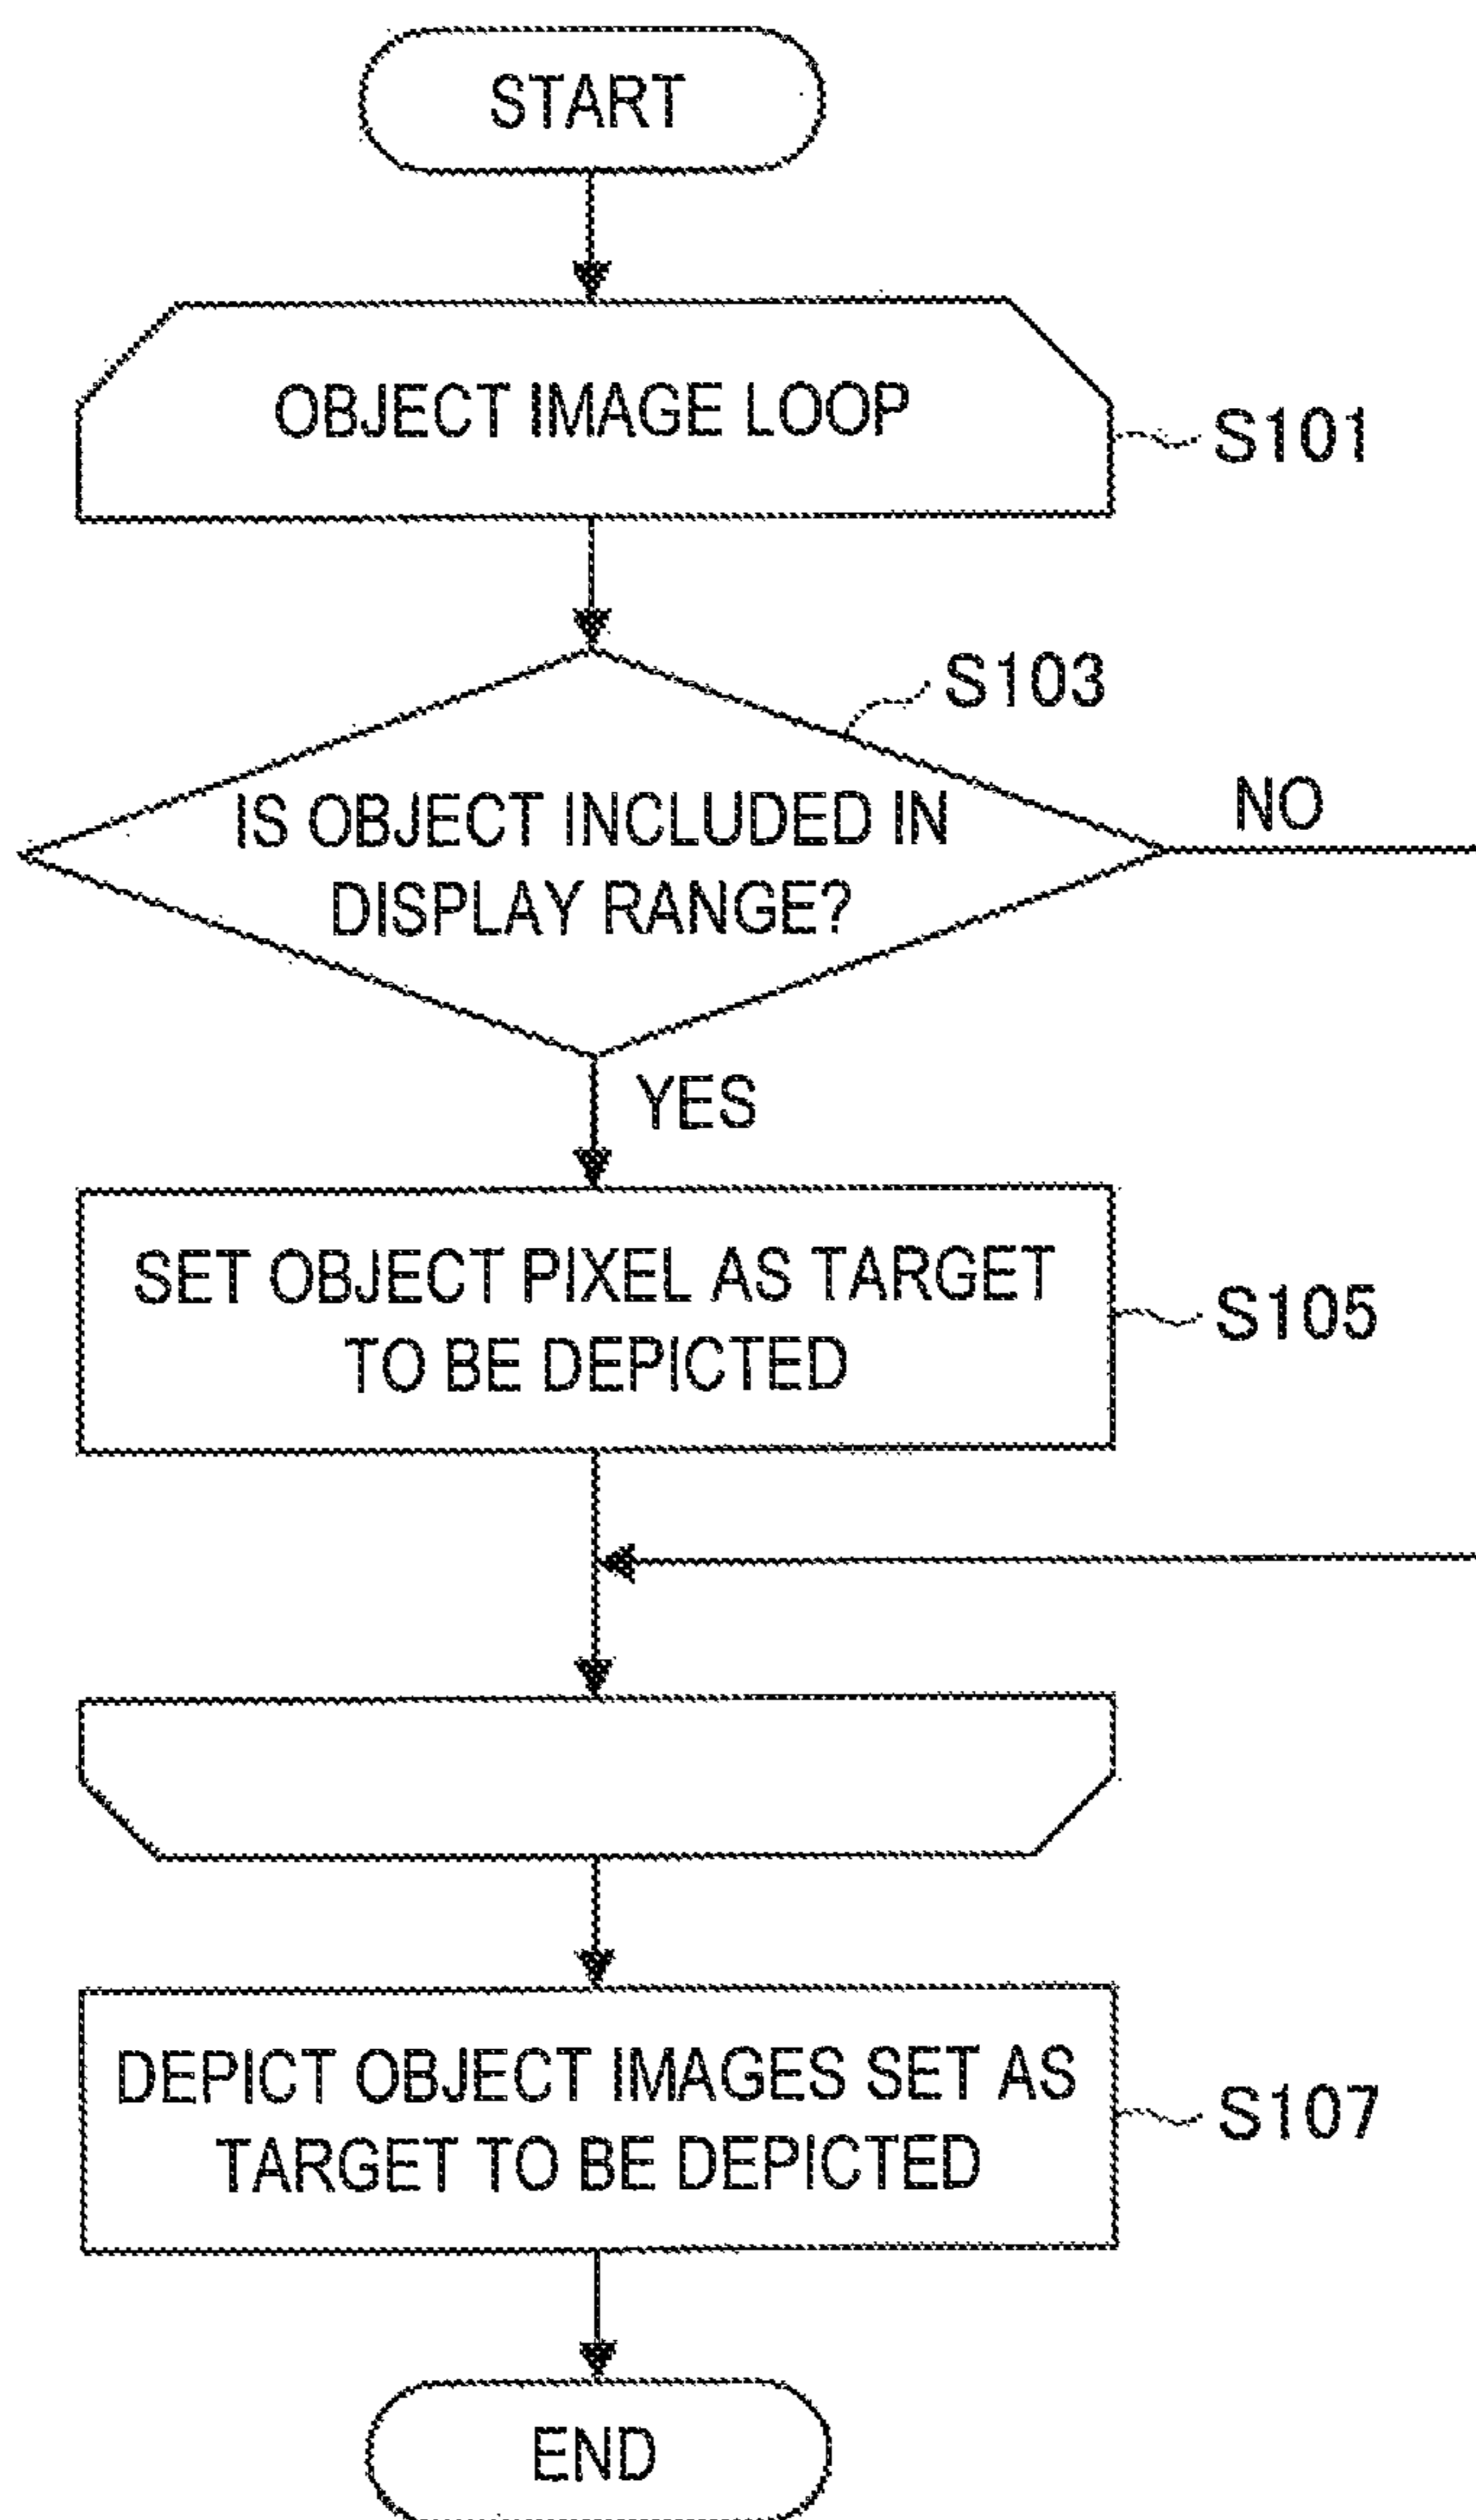 START
OBJECT IMAGE LOOP
S101
S103
IS OBJECT INCLUDED IN
DISPLAY RANGE?
NO
YES
SET OBJECT PIXEL AS TARGET
TO BE DEPICTED
S105
DEPICT OBJECT IMAGES SET AS
TARGET TO BE DEPICTED
S107
END